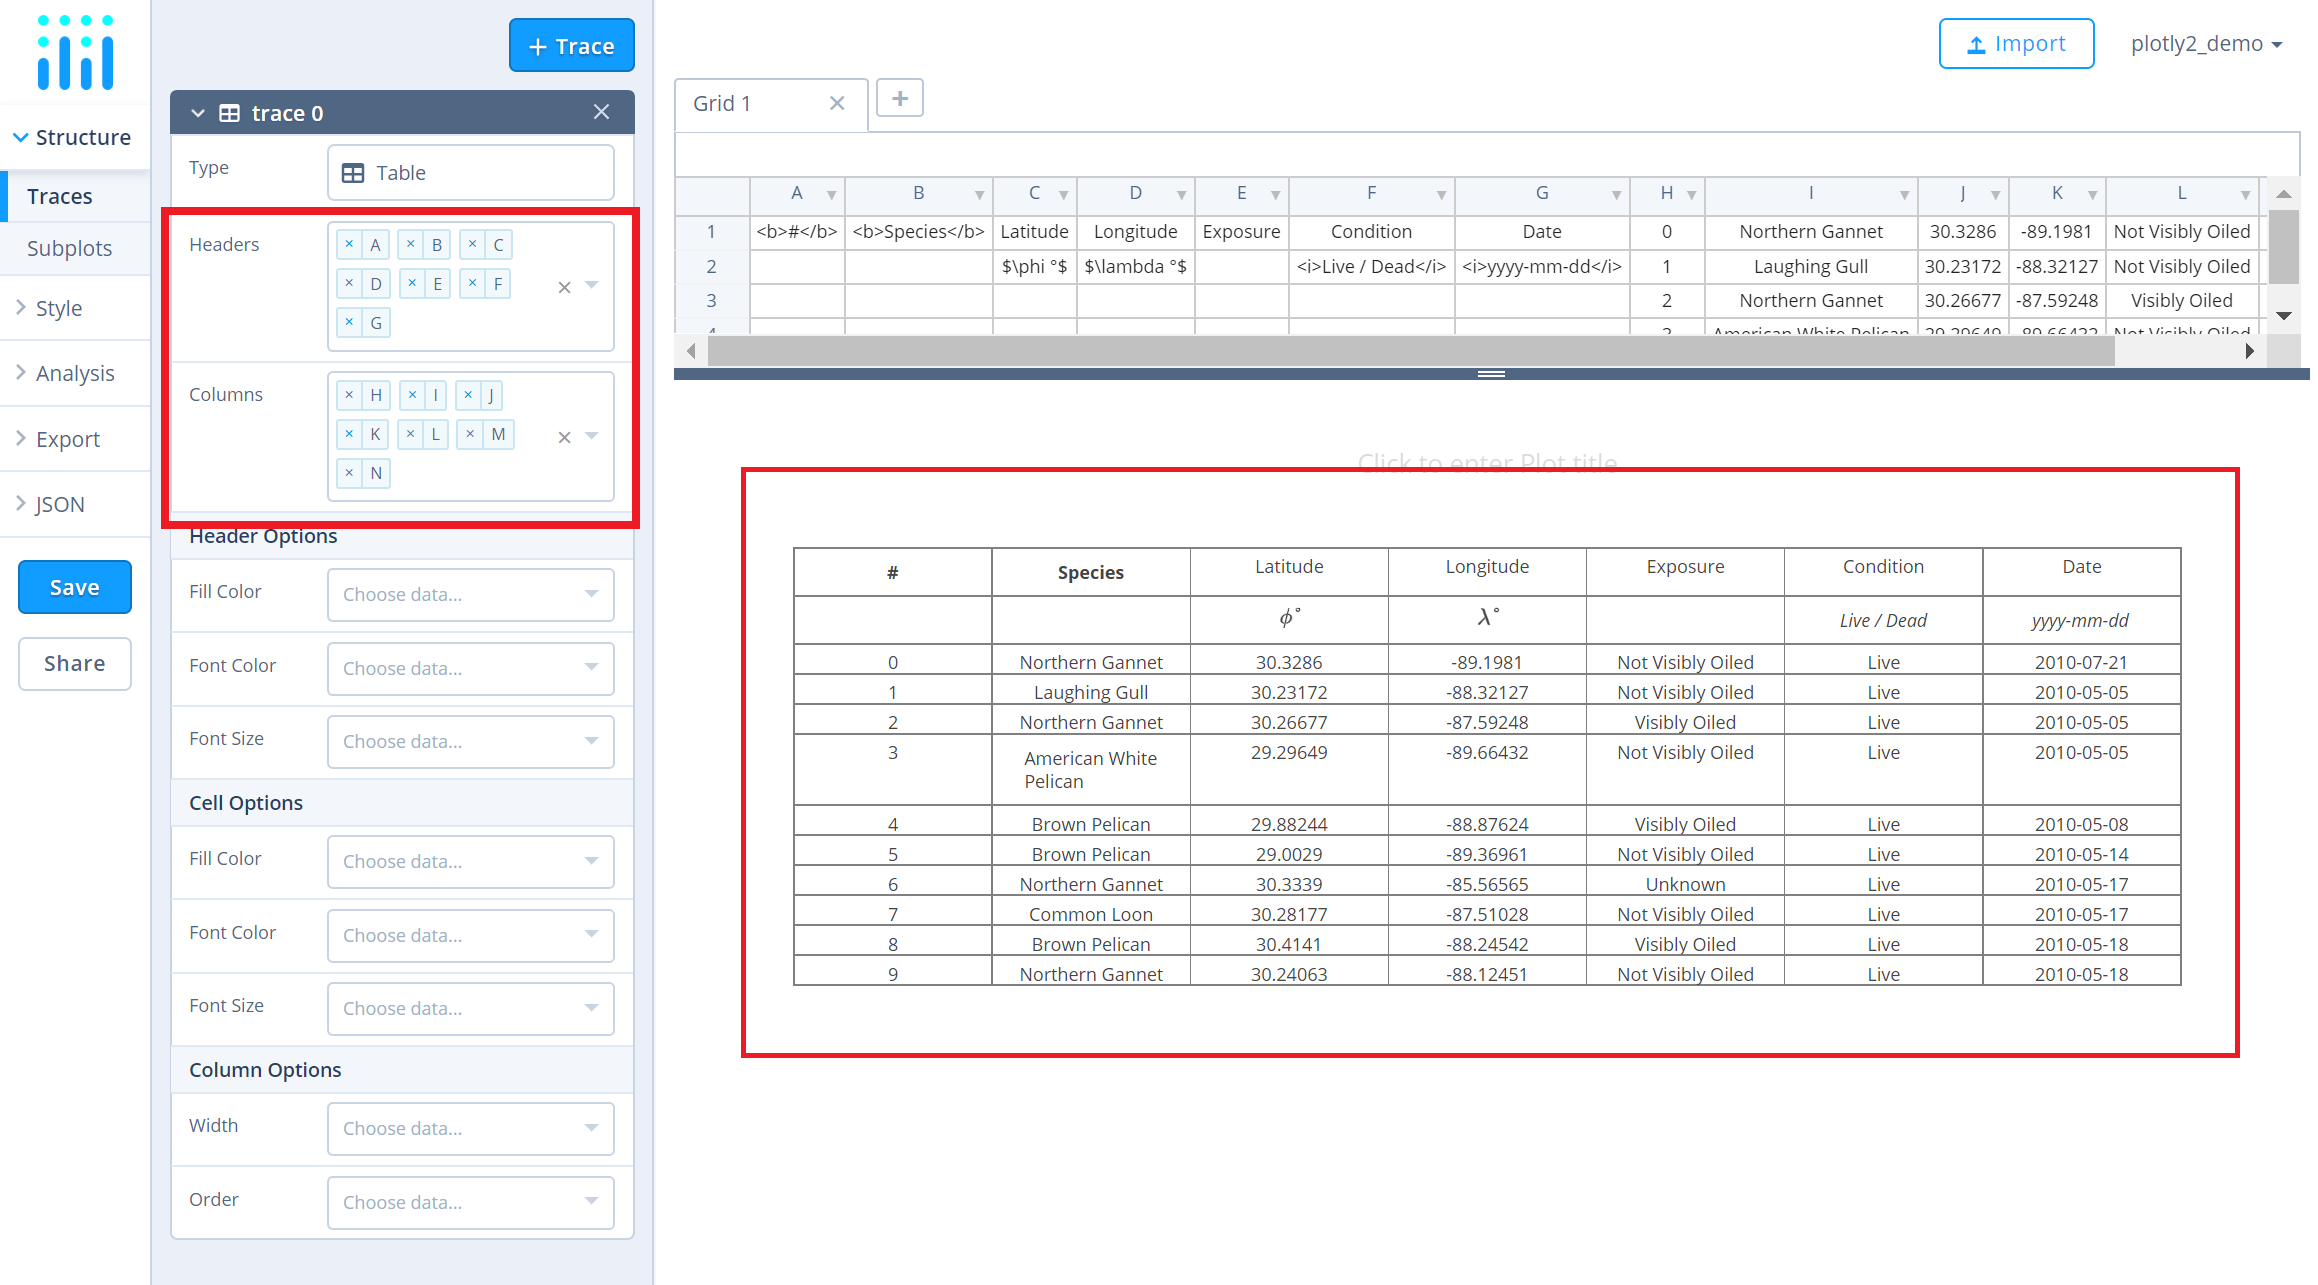 + Trace
Import
plotly2_demo
Structure
Traces
Subplots
Style
Analysis
Export
JSON
Save
Share
trace 0
Type
Table
Headers
× A × B × C
× D × E × F
× G
Columns
× H × I × J
× K × L × M
× N
Header Options
Fill Color
Choose data...
Font Color
Choose data...
Font Size
Choose data...
Cell Options
Fill Color
Choose data...
Font Color
Choose data...
Font Size
Choose data...
Column Options
Width
Choose data...
Order
Choose data...
Grid 1
A B C D E F G H I J K L
1 <b>#</b> <b>Species</b> Latitude Longitude Exposure Condition Date 0 Northern Gannet 30.3286 -89.1981 Not Visibly Oiled
2 $\phi °$ $\lambda °$ <i>Live / Dead</i> <i>yyyy-mm-dd</i> 1 Laughing Gull 30.23172 -88.32127 Not Visibly Oiled
3 2 Northern Gannet 30.26677 -87.59248 Visibly Oiled
4 3 American White Pelican 29.29649 -89.66432 Not Visibly Oiled
Click to enter Plot title
# Species Latitude Longitude Exposure Condition Date
ϕ° λ° Live / Dead yyyy-mm-dd
0 Northern Gannet 30.3286 -89.1981 Not Visibly Oiled Live 2010-07-21
1 Laughing Gull 30.23172 -88.32127 Not Visibly Oiled Live 2010-05-05
2 Northern Gannet 30.26677 -87.59248 Visibly Oiled Live 2010-05-05
3 American White Pelican 29.29649 -89.66432 Not Visibly Oiled Live 2010-05-05
4 Brown Pelican 29.88244 -88.87624 Visibly Oiled Live 2010-05-08
5 Brown Pelican 29.0029 -89.36961 Not Visibly Oiled Live 2010-05-14
6 Northern Gannet 30.3339 -85.56565 Unknown Live 2010-05-17
7 Common Loon 30.28177 -87.51028 Not Visibly Oiled Live 2010-05-17
8 Brown Pelican 30.4141 -88.24542 Visibly Oiled Live 2010-05-18
9 Northern Gannet 30.24063 -88.12451 Not Visibly Oiled Live 2010-05-18